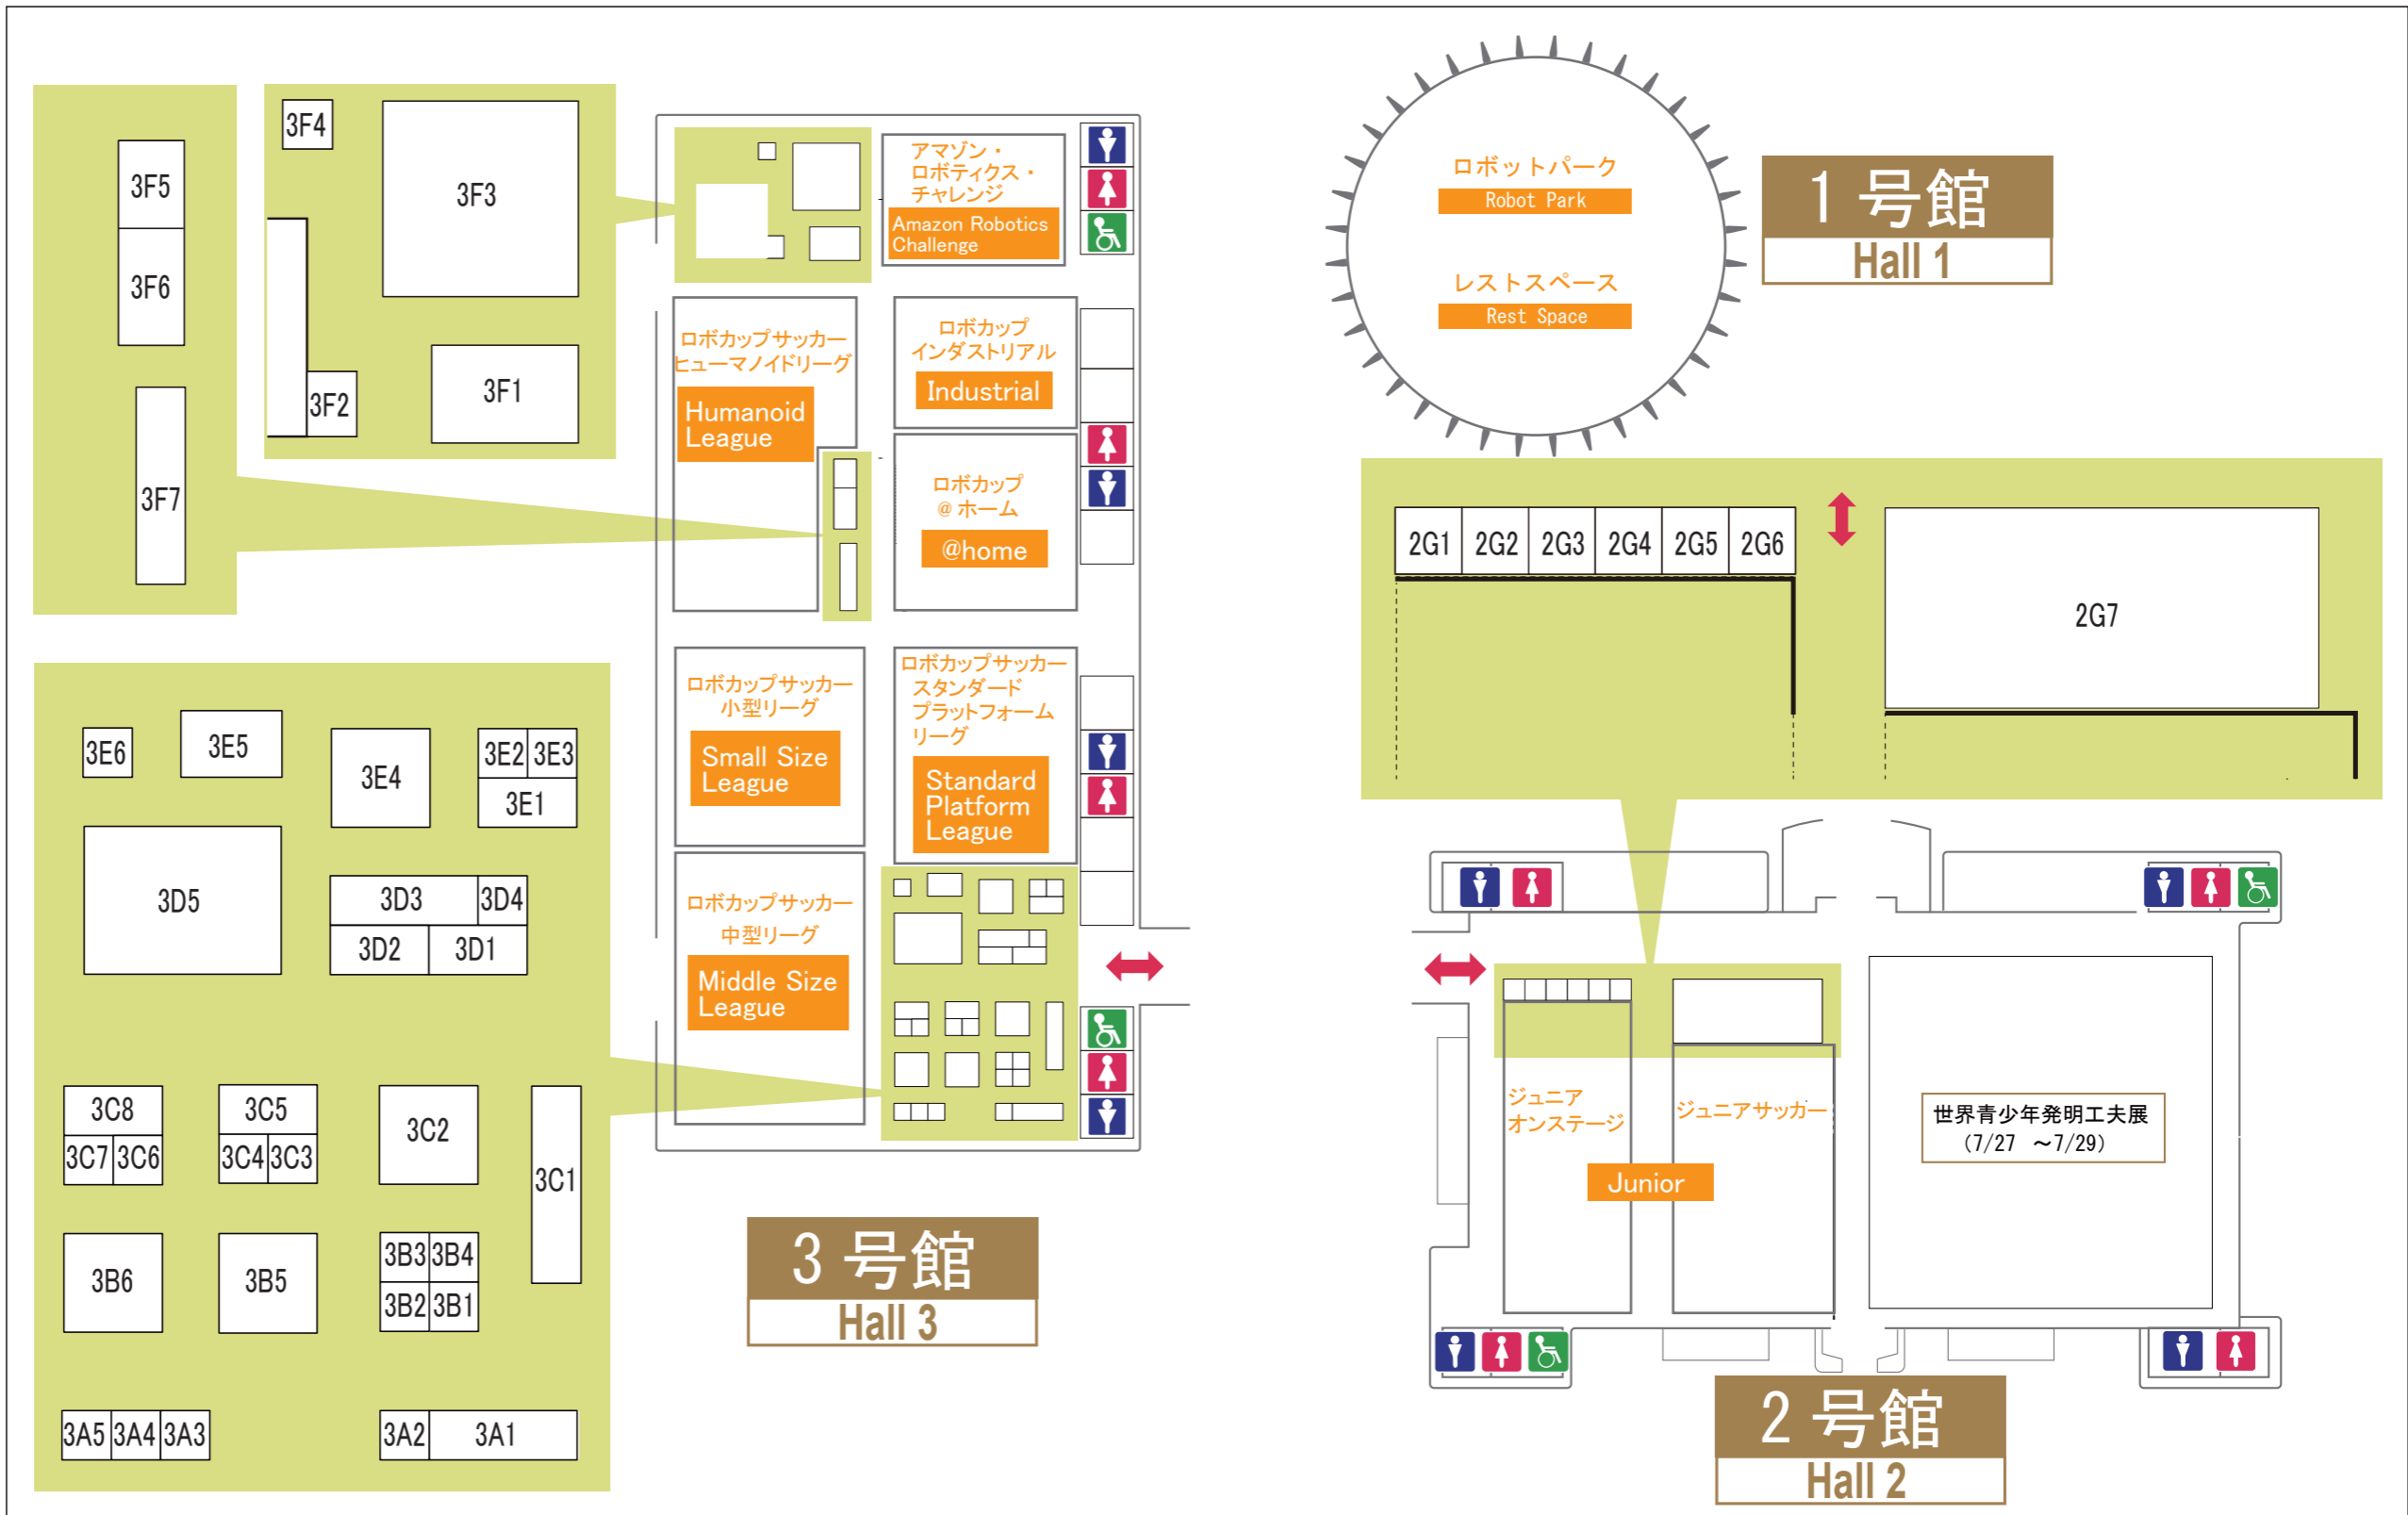 3F5
3F6
3F7
3F4
3F3
3F2
3F1
アマゾン・
ロボティクス・
チャレンジ
Amazon Robotics
Challenge
ロボカップサッカー
ヒューマノイドリーグ
Humanoid
League
ロボカップ
インダストリアル
Industrial
ロボカップ
@ ホーム
@home
ロボカップサッカー
小型リーグ
Small Size
League
ロボカップサッカー
スタンダード
プラットフォーム
リーグ
Standard
Platform
League
ロボカップサッカー
中型リーグ
Middle Size
League
3E6
3E5
3E4
3E2 3E3
3E1
3D5
3D3 3D4
3D2 3D1
3C8
3C7 3C6
3C5
3C4 3C3
3C2
3C1
3B6
3B5
3B3 3B4
3B2 3B1
3A5 3A4 3A3
3A2 3A1
3 号館
Hall 3
ロボットパーク
Robot Park
レストスペース
Rest Space
1 号館
Hall 1
2G1 2G2 2G3 2G4 2G5 2G6
2G7
ジュニア
オンステージ
ジュニアサッカー
Junior
世界青少年発明工夫展
(7/27 ～7/29)
2 号館
Hall 2